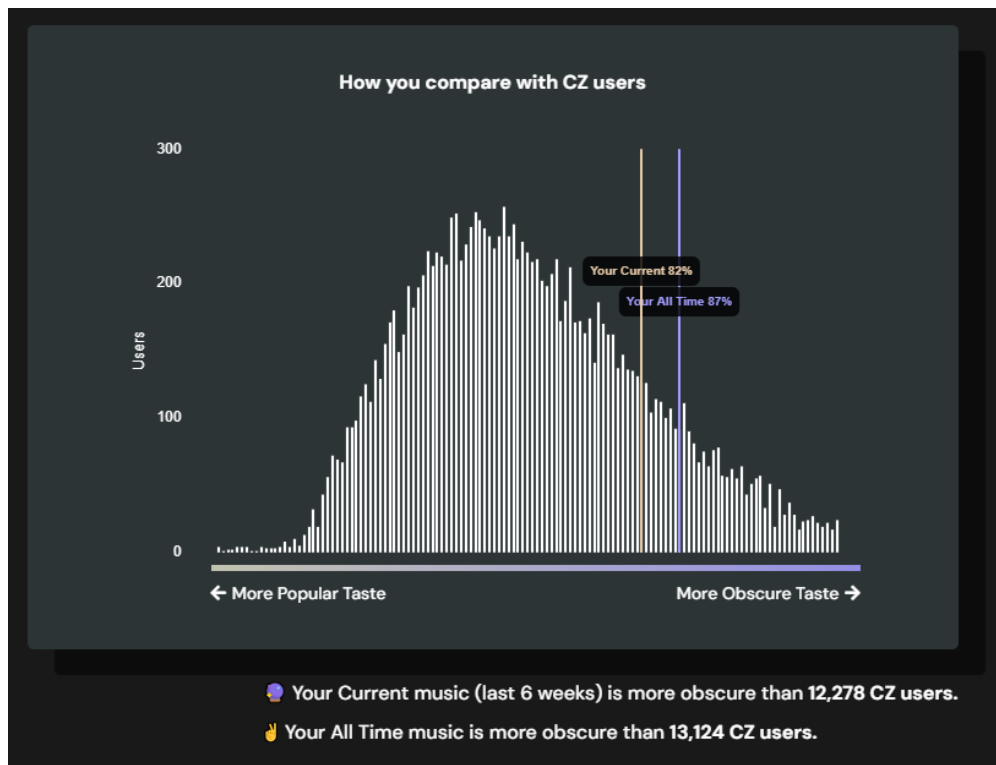 How you compare with CZ users
300
200
100
0
Users
Your Current 82%
Your All Time 87%
← More Popular Taste
More Obscure Taste →
🔮 Your Current music (last 6 weeks) is more obscure than 12,278 CZ users.
✌️ Your All Time music is more obscure than 13,124 CZ users.